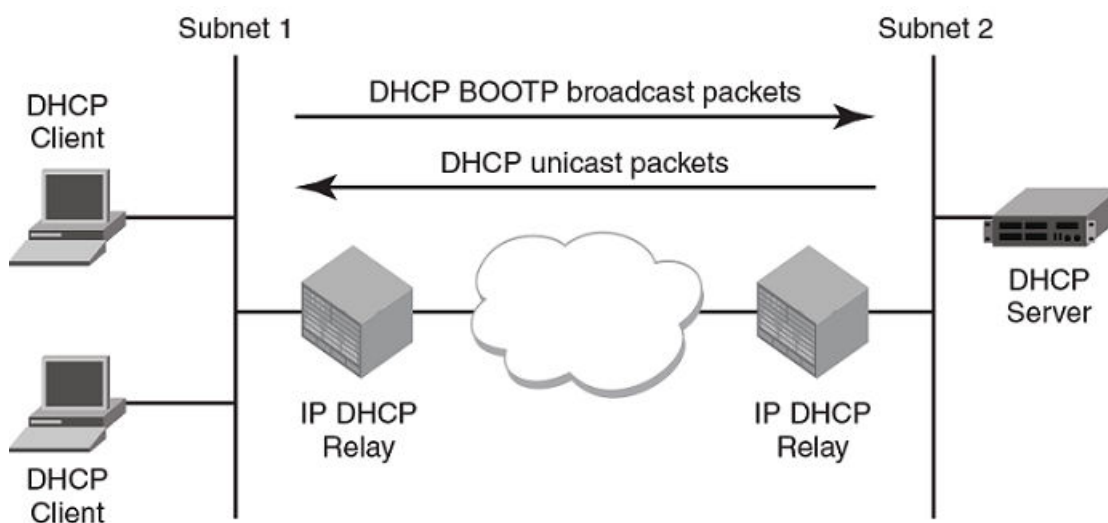 Subnet 1
Subnet 2
DHCP BOOTP broadcast packets
DHCP
Client
DHCP unicast packets
DHCP
Server
IP DHCP
Relay
IP DHCP
Relay
DHCP
Client